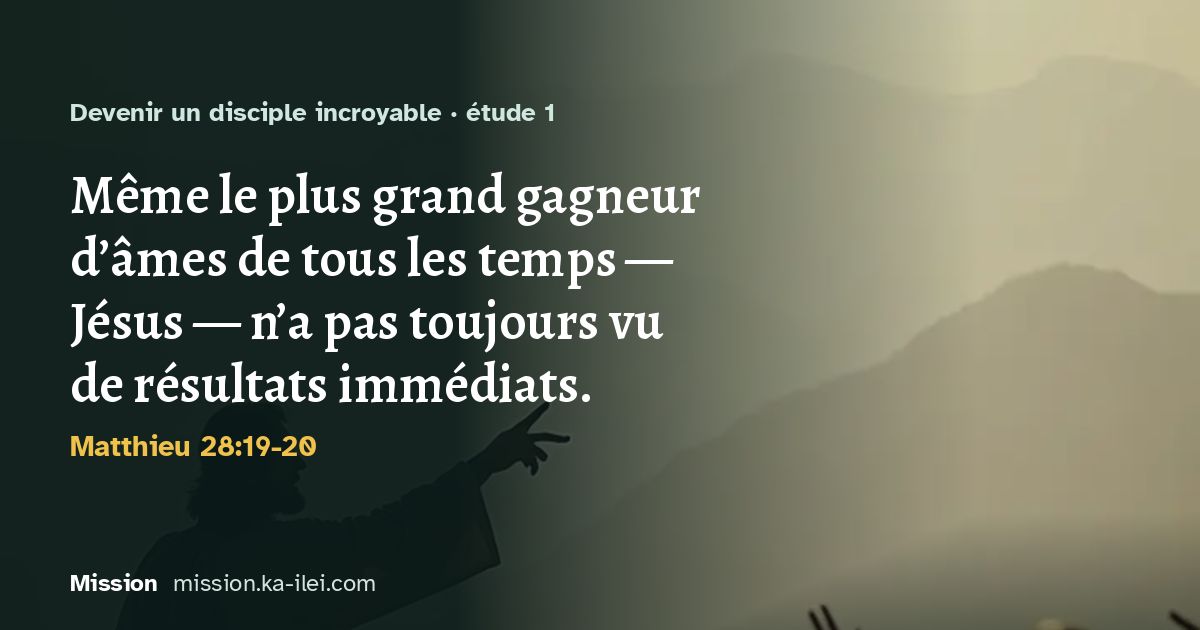 Devenir un disciple incroyable · étude 1
Même le plus grand gagneur
d’âmes de tous les temps —
Jésus — n’a pas toujours vu
de résultats immédiats.
Matthieu 28:19-20
Mission mission.ka-ilei.com